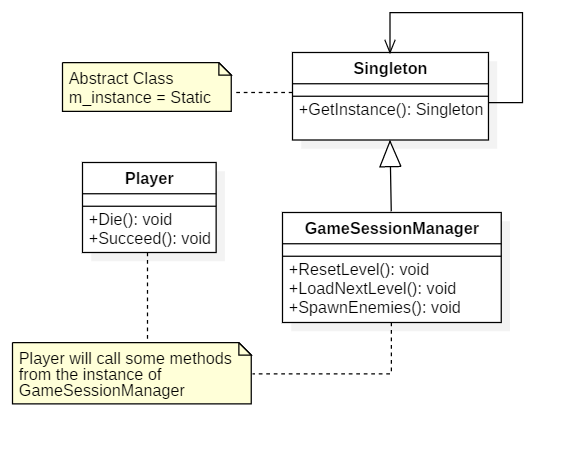 Abstract Class
m_instance = Static
Singleton
+GetInstance(): Singleton
Player
+Die(): void
+Succeed(): void
GameSessionManager
+ResetLevel(): void
+LoadNextLevel(): void
+SpawnEnemies(): void
Player will call some methods
from the instance of
GameSessionManager